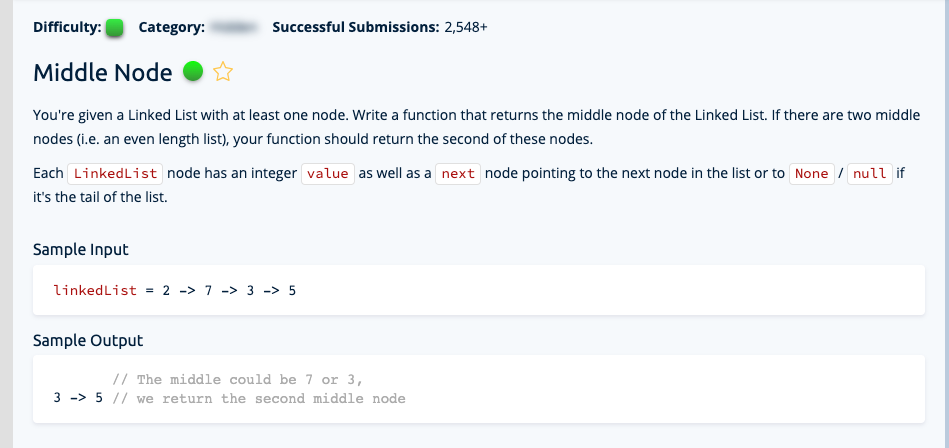 Difficulty: Category: Successful Submissions: 2,548+
Middle Node
You're given a Linked List with at least one node. Write a function that returns the middle node of the Linked List. If there are two middle
nodes (i.e. an even length list), your function should return the second of these nodes.
Each LinkedList node has an integer value as well as a next node pointing to the next node in the list or to None / null if
it's the tail of the list.
Sample Input
linkedList = 2 -> 7 -> 3 -> 5
Sample Output
// The middle could be 7 or 3,
3 -> 5 // we return the second middle node